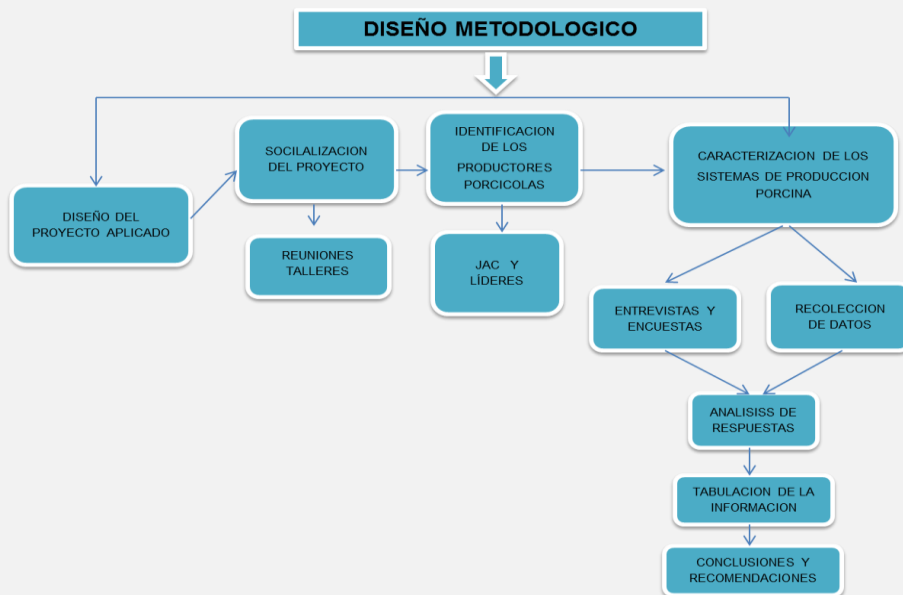 DISEÑO METODOLOGICO
DISEÑO DEL
PROYECTO APLICADO
SOCILALIZACION
DEL PROYECTO
REUNIONES
TALLERES
IDENTIFICACION
DE LOS
PRODUCTORES
PORCICOLAS
JAC Y
LÍDERES
CARACTERIZACION DE LOS
SISTEMAS DE PRODUCCION
PORCINA
ENTREVISTAS Y
ENCUESTAS
RECOLECCION
DE DATOS
ANALISISS DE
RESPUESTAS
TABULACION DE LA
INFORMACION
CONCLUSIONES Y
RECOMENDACIONES